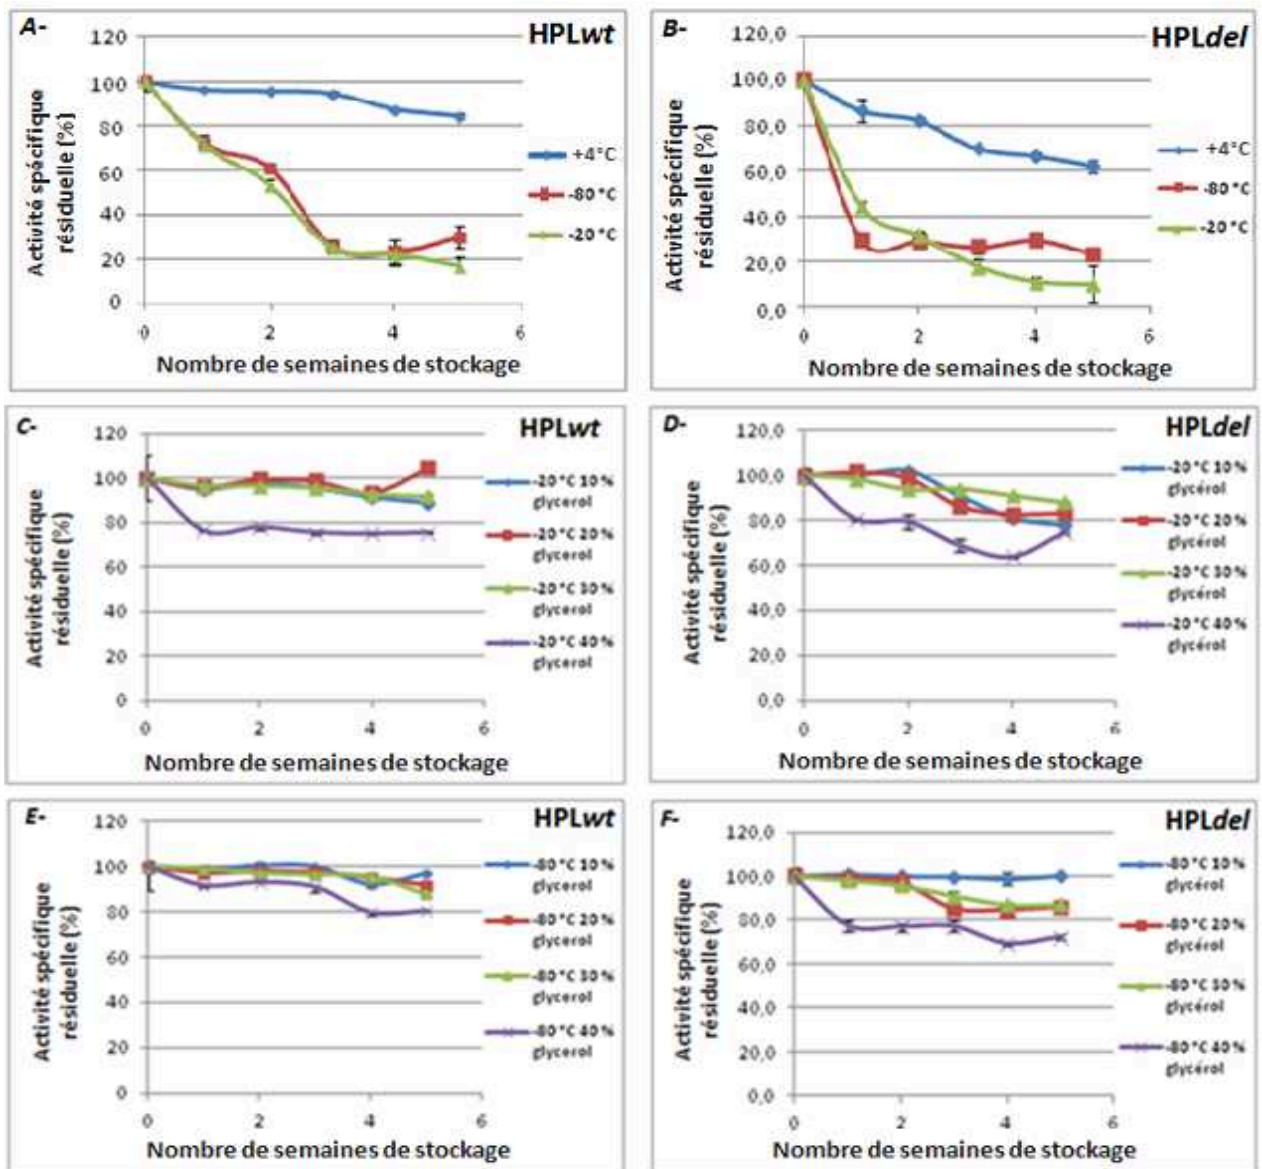 A-
HPLwt
120
100
80
60
40
20
0
0
2
4
6
Activité spécifique
résiduelle (%)
Nombre de semaines de stockage
+4°C
-80 °C
-20 °C
B-
HPLdel
120,0
100,0
80,0
60,0
40,0
20,0
0,0
0
2
4
6
Activité spécifique
résiduelle (%)
Nombre de semaines de stockage
+4°C
-80 °C
-20 °C
C-
HPLwt
120
100
80
60
40
20
0
0
2
4
6
Activité spécifique
résiduelle (%)
Nombre de semaines de stockage
-20 °C 10 %
glycerol
-20 °C 20 %
glycerol
-20 °C 30 %
glycerol
-20 °C 40 %
glycerol
D-
HPLdel
120,0
100,0
80,0
60,0
40,0
20,0
0,0
0
2
4
6
Activité spécifique
résiduelle (%)
Nombre de semaines de stockage
-20 °C 10 %
glycérol
-20 °C 20 %
glycérol
-20 °C 30 %
glycérol
-20 °C 40 %
glycérol
E-
HPLwt
120
100
80
60
40
20
0
0
2
4
6
Activité spécifique
résiduelle (%)
Nombre de semaines de stockage
-80 °C 10 %
glycerol
-80 °C 20 %
glycerol
-80 °C 30 %
glycerol
-80 °C 40 %
glycerol
F-
HPLdel
120,0
100,0
80,0
60,0
40,0
20,0
0,0
0
2
4
6
Activité spécifique
résiduelle (%)
Nombre de semaines de stockage
-80 °C 10 %
glycérol
-80 °C 20 %
glycérol
-80 °C 30 %
glycérol
-80 °C 40 %
glycérol